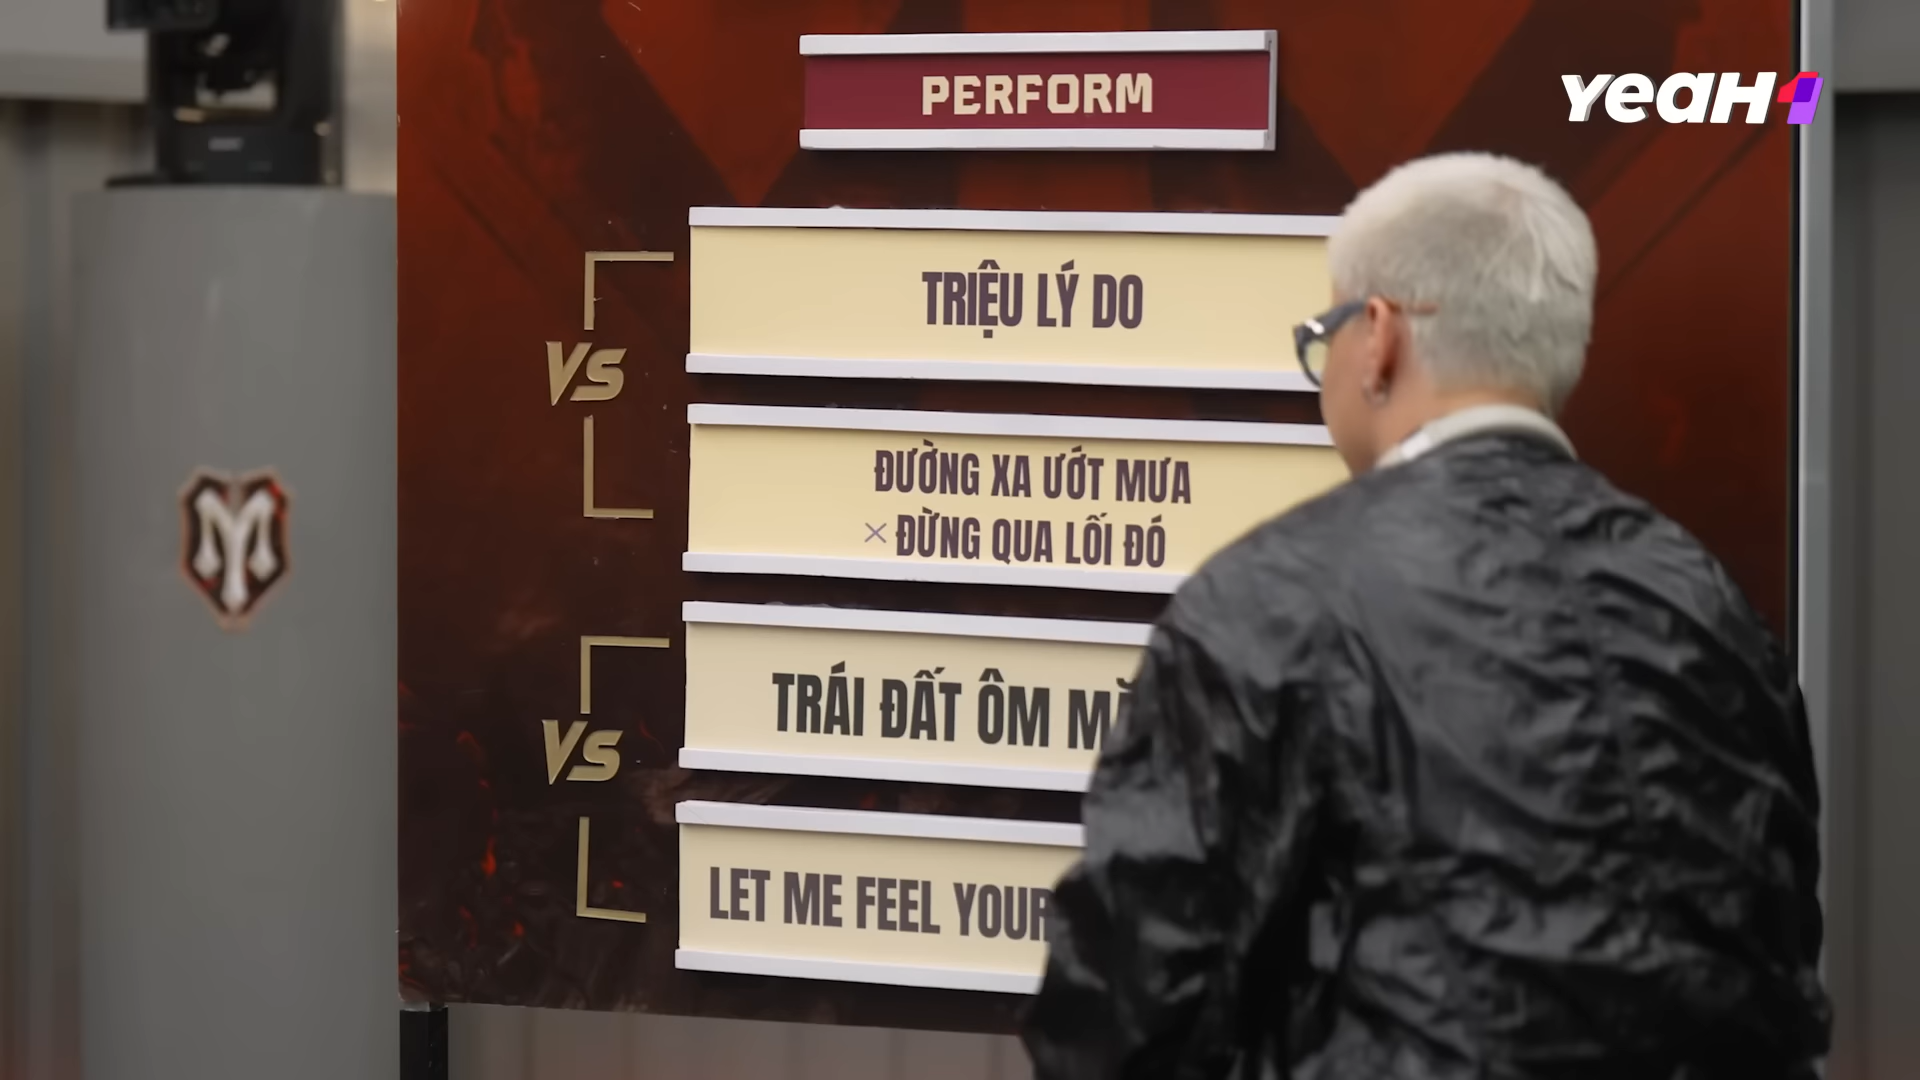 YEAH1
PERFORM
TRIỆU LÝ DO
VS
ĐƯỜNG XA ƯỚT MƯA
× ĐỪNG QUA LỐI ĐÓ
TRÁI ĐẤT ÔM
VS
LET ME FEEL YOUR
M